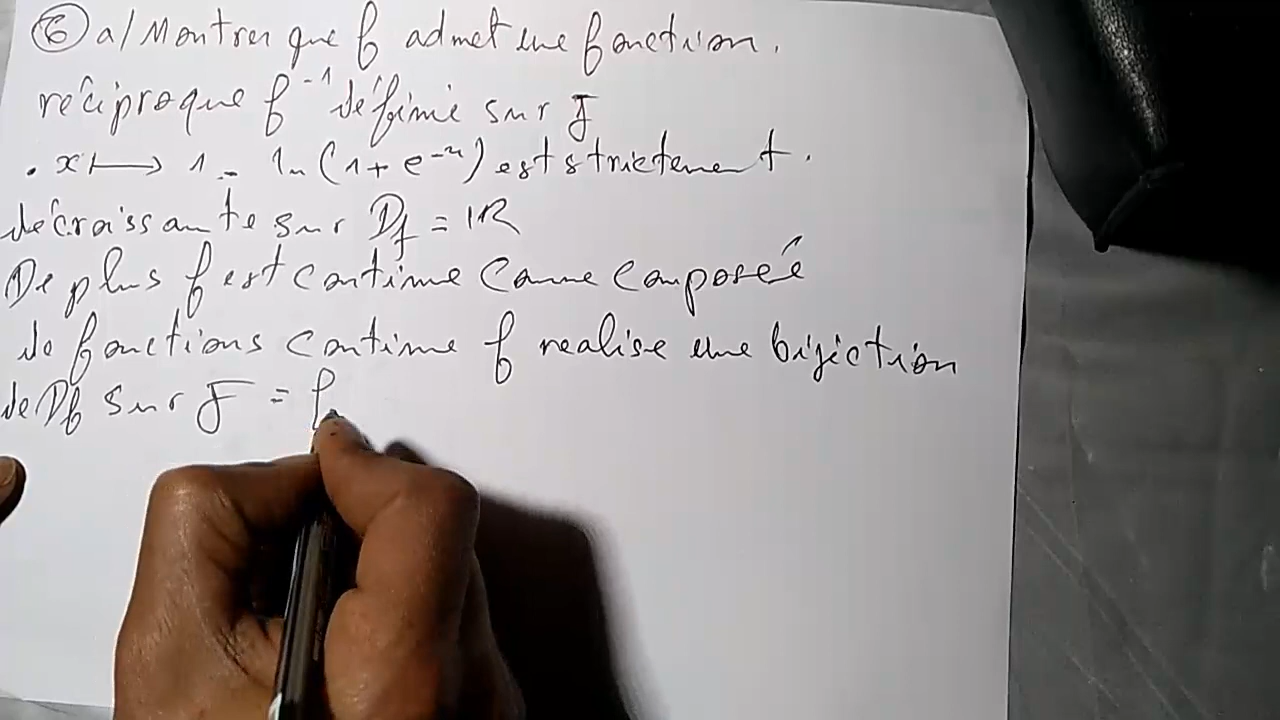 ⑥ a/ Montrer que f admet une fonction.
réciproque f⁻¹ définie sur J
. x ⟼ 1 - ln(1+e⁻ˣ) est strictement.
décroissante sur Df = IR
De plus f est continue comme composée
de fonctions continue f realise une bijection
de Df sur J = f